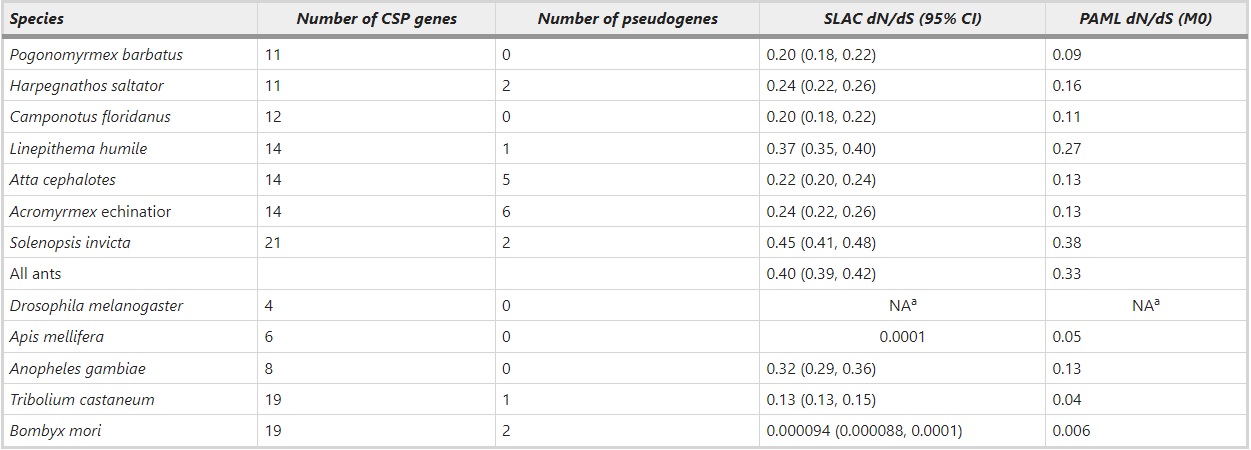 Species Number of CSP genes Number of pseudogenes SLAC dN/dS (95% CI) PAML dN/dS (M0)
Pogonomyrmex barbatus 11 0 0.20 (0.18, 0.22) 0.09
Harpegnathos saltator 11 2 0.24 (0.22, 0.26) 0.16
Camponotus floridanus 12 0 0.20 (0.18, 0.22) 0.11
Linepithema humile 14 1 0.37 (0.35, 0.40) 0.27
Atta cephalotes 14 5 0.22 (0.20, 0.24) 0.13
Acromyrmex echinatior 14 6 0.24 (0.22, 0.26) 0.13
Solenopsis invicta 21 2 0.45 (0.41, 0.48) 0.38
All ants 0.40 (0.39, 0.42) 0.33
Drosophila melanogaster 4 0 NAᵃ NAᵃ
Apis mellifera 6 0 0.0001 0.05
Anopheles gambiae 8 0 0.32 (0.29, 0.36) 0.13
Tribolium castaneum 19 1 0.13 (0.13, 0.15) 0.04
Bombyx mori 19 2 0.000094 (0.000088, 0.0001) 0.006